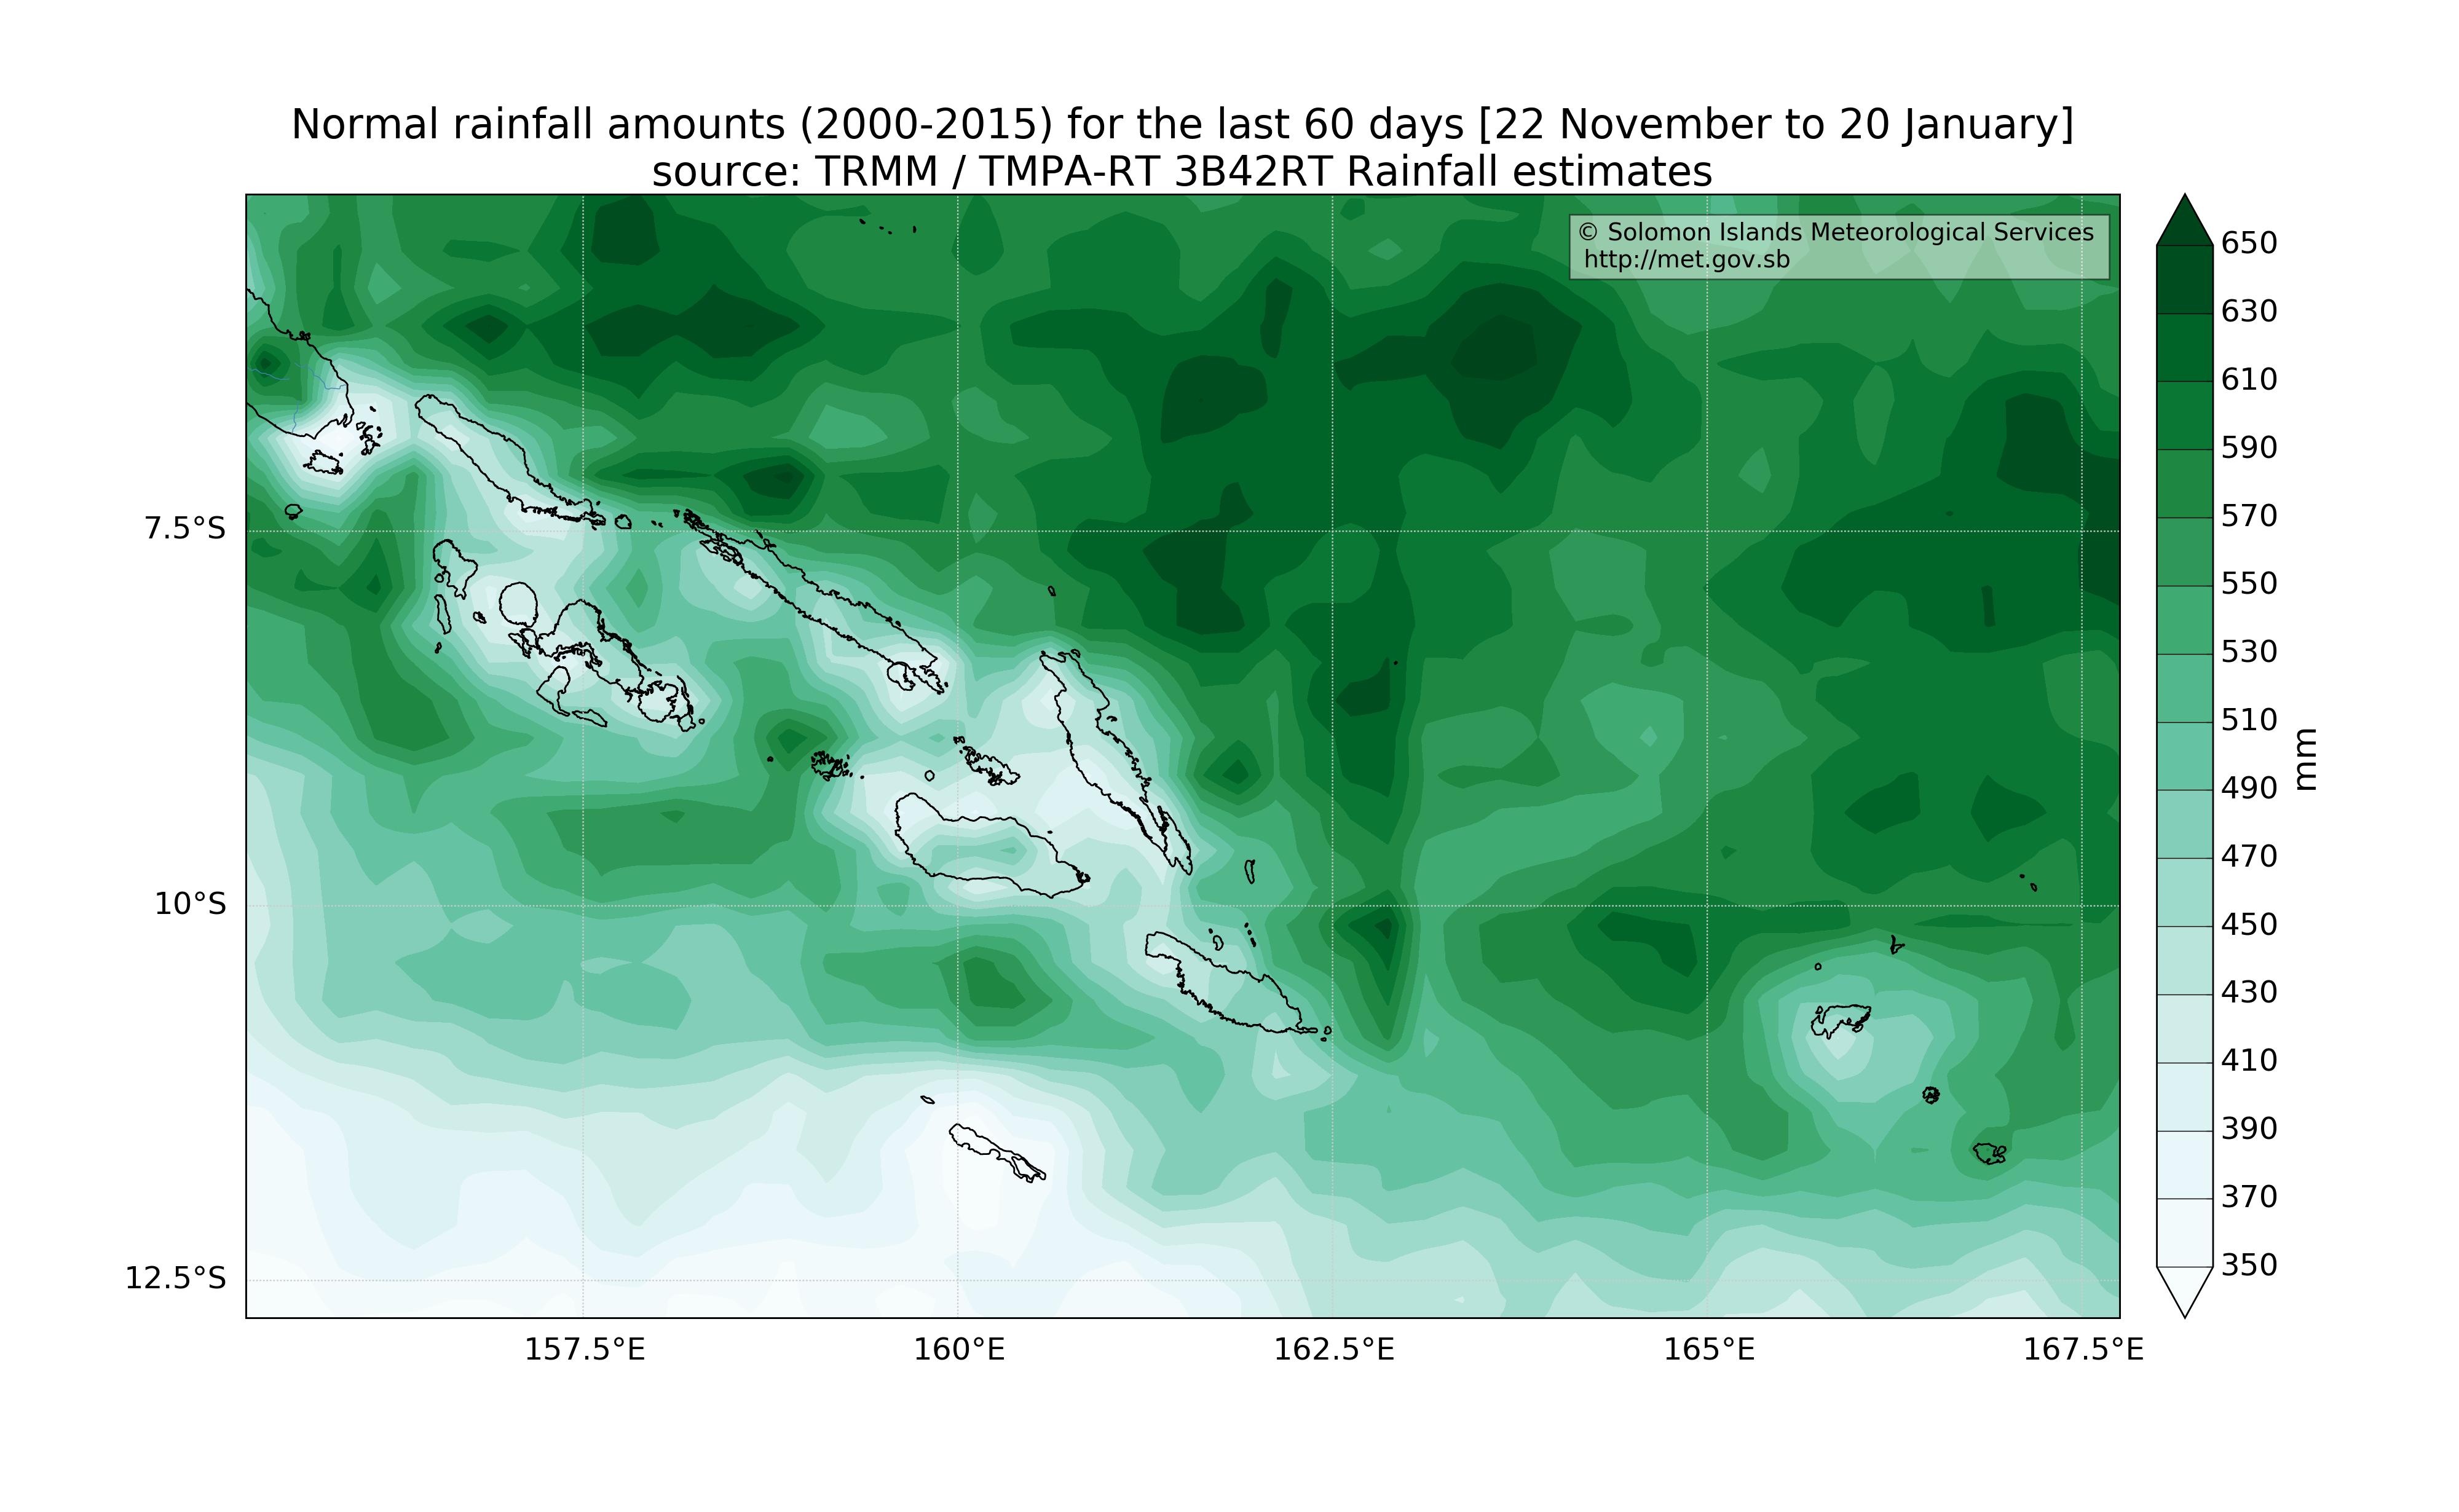 Normal rainfall amounts (2000-2015) for the last 60 days [22 November to 20 January]
source: TRMM / TMPA-RT 3B42RT Rainfall estimates
© Solomon Islands Meteorological Services
http://met.gov.sb
7.5°S
10°S
12.5°S
157.5°E
160°E
162.5°E
165°E
167.5°E
650
630
610
590
570
550
530
510
490
470
450
430
410
390
370
350
mm